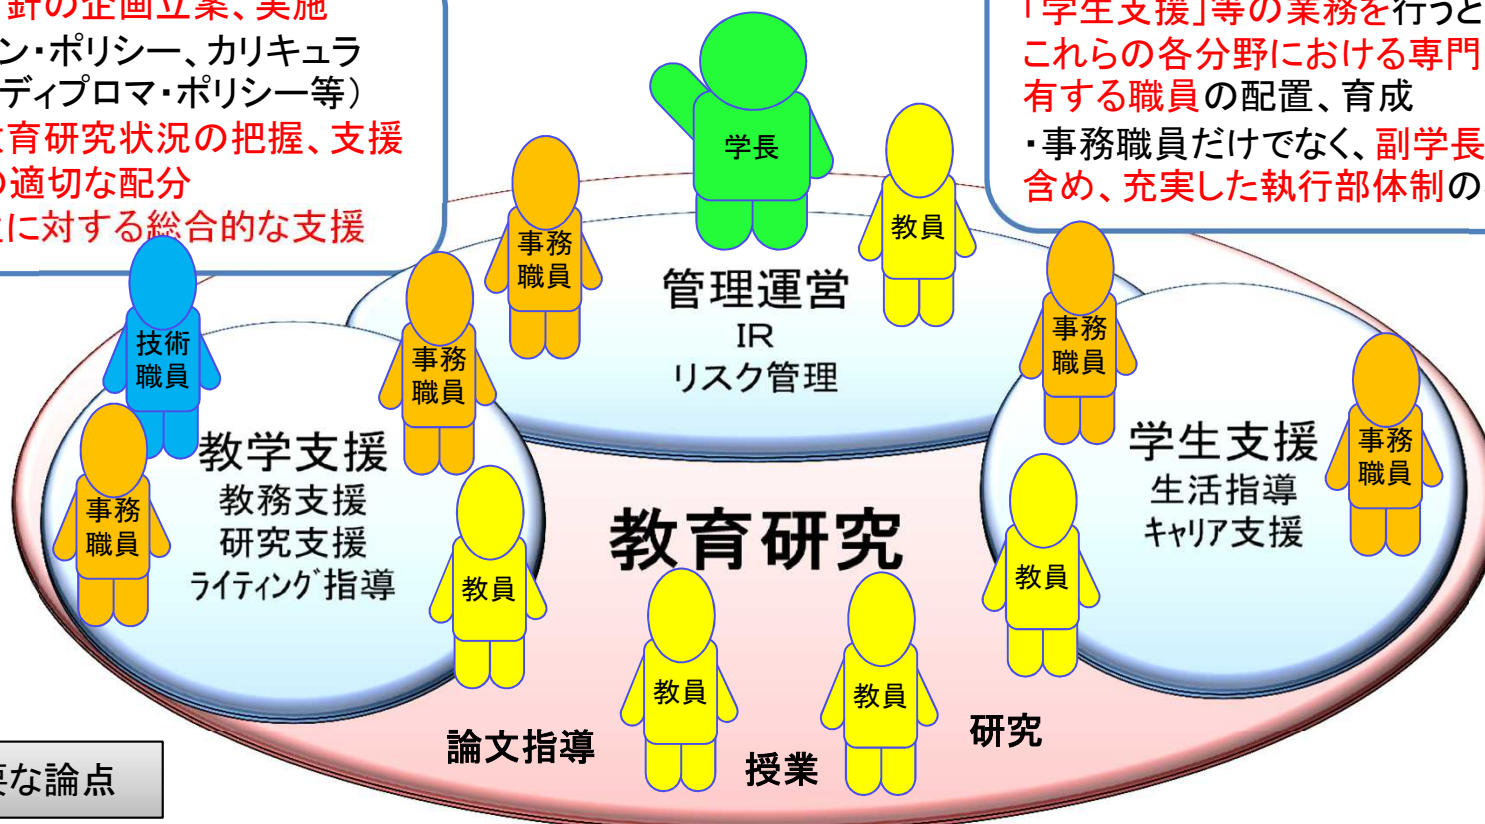 針の企画立案、実施
ン・ポリシー、カリキュラ
ディプロマ・ポリシー等）
育研究状況の把握、支援
の適切な配分
に対する総合的な支援
「学生支援」等の業務を行うと
これらの各分野における専門
有する職員の配置、育成
・事務職員だけでなく、副学長
含め、充実した執行部体制の
学長
教員
事務
職員
管理運営
IR
リスク管理
事務
職員
事務
職員
技術
職員
事務
職員
事務
職員
教学支援
教務支援
研究支援
ライティング指導
学生支援
生活指導
キャリア支援
教育研究
教員
教員
教員
教員
論文指導
授業
研究
な論点